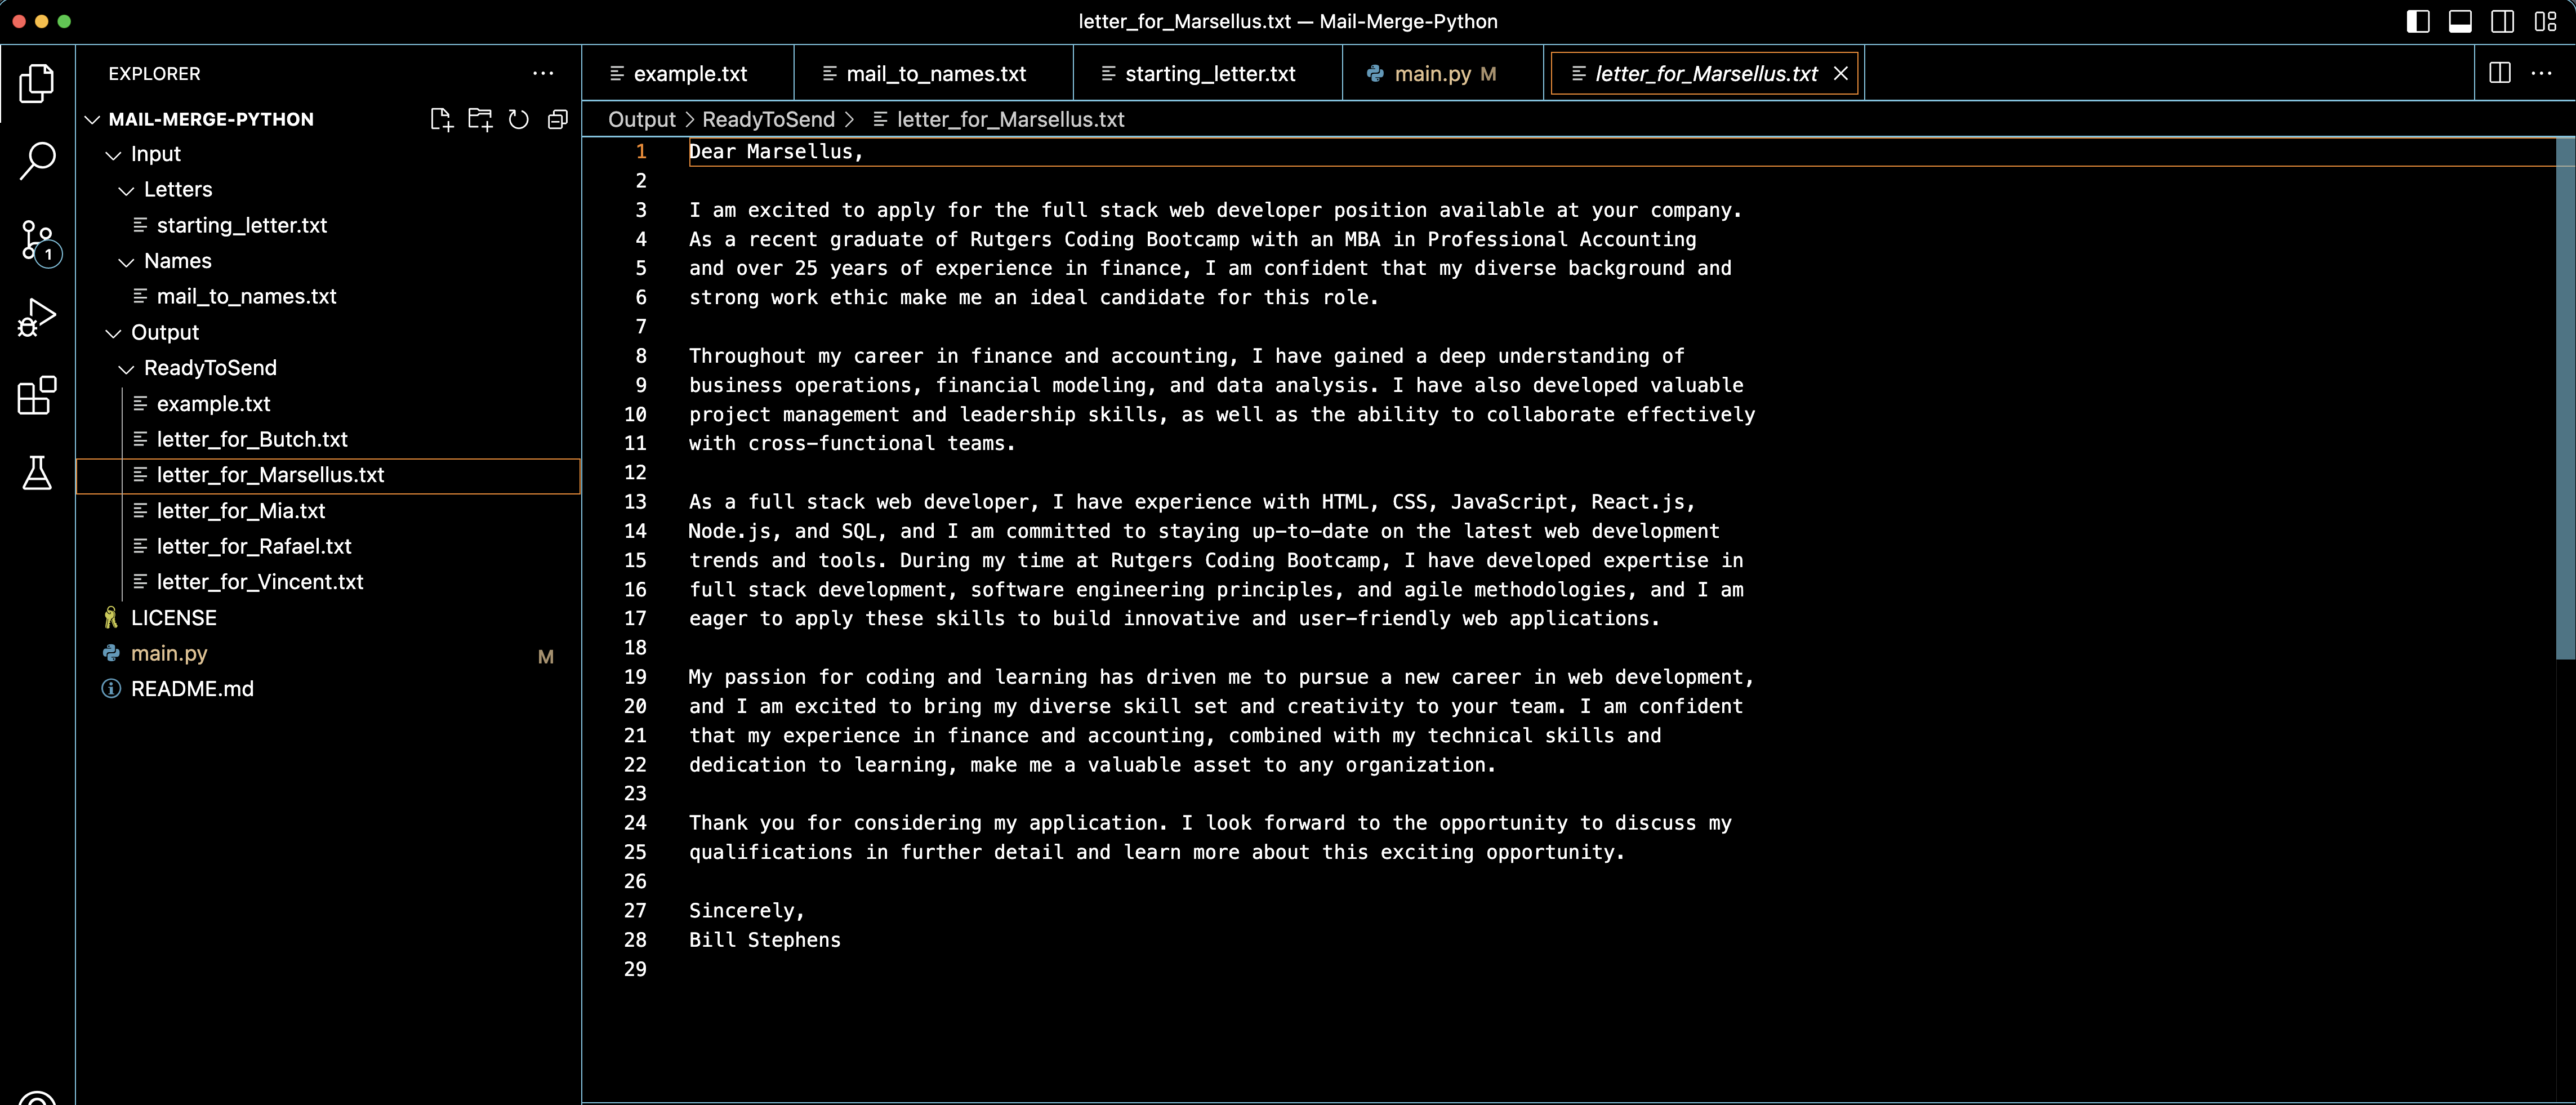 letter_for_Marsellus.txt — Mail-Merge-Python
EXPLORER
MAIL-MERGE-PYTHON
Input
Letters
starting_letter.txt
Names
mail_to_names.txt
Output
ReadyToSend
example.txt
letter_for_Butch.txt
letter_for_Marsellus.txt
letter_for_Mia.txt
letter_for_Rafael.txt
letter_for_Vincent.txt
LICENSE
main.py M
README.md
1
example.txt
mail_to_names.txt
starting_letter.txt
main.py M
letter_for_Marsellus.txt
Output > ReadyToSend > letter_for_Marsellus.txt
1 Dear Marsellus,
2
3 I am excited to apply for the full stack web developer position available at your company.
4 As a recent graduate of Rutgers Coding Bootcamp with an MBA in Professional Accounting
5 and over 25 years of experience in finance, I am confident that my diverse background and
6 strong work ethic make me an ideal candidate for this role.
7
8 Throughout my career in finance and accounting, I have gained a deep understanding of
9 business operations, financial modeling, and data analysis. I have also developed valuable
10 project management and leadership skills, as well as the ability to collaborate effectively
11 with cross-functional teams.
12
13 As a full stack web developer, I have experience with HTML, CSS, JavaScript, React.js,
14 Node.js, and SQL, and I am committed to staying up-to-date on the latest web development
15 trends and tools. During my time at Rutgers Coding Bootcamp, I have developed expertise in
16 full stack development, software engineering principles, and agile methodologies, and I am
17 eager to apply these skills to build innovative and user-friendly web applications.
18
19 My passion for coding and learning has driven me to pursue a new career in web development,
20 and I am excited to bring my diverse skill set and creativity to your team. I am confident
21 that my experience in finance and accounting, combined with my technical skills and
22 dedication to learning, make me a valuable asset to any organization.
23
24 Thank you for considering my application. I look forward to the opportunity to discuss my
25 qualifications in further detail and learn more about this exciting opportunity.
26
27 Sincerely,
28 Bill Stephens
29